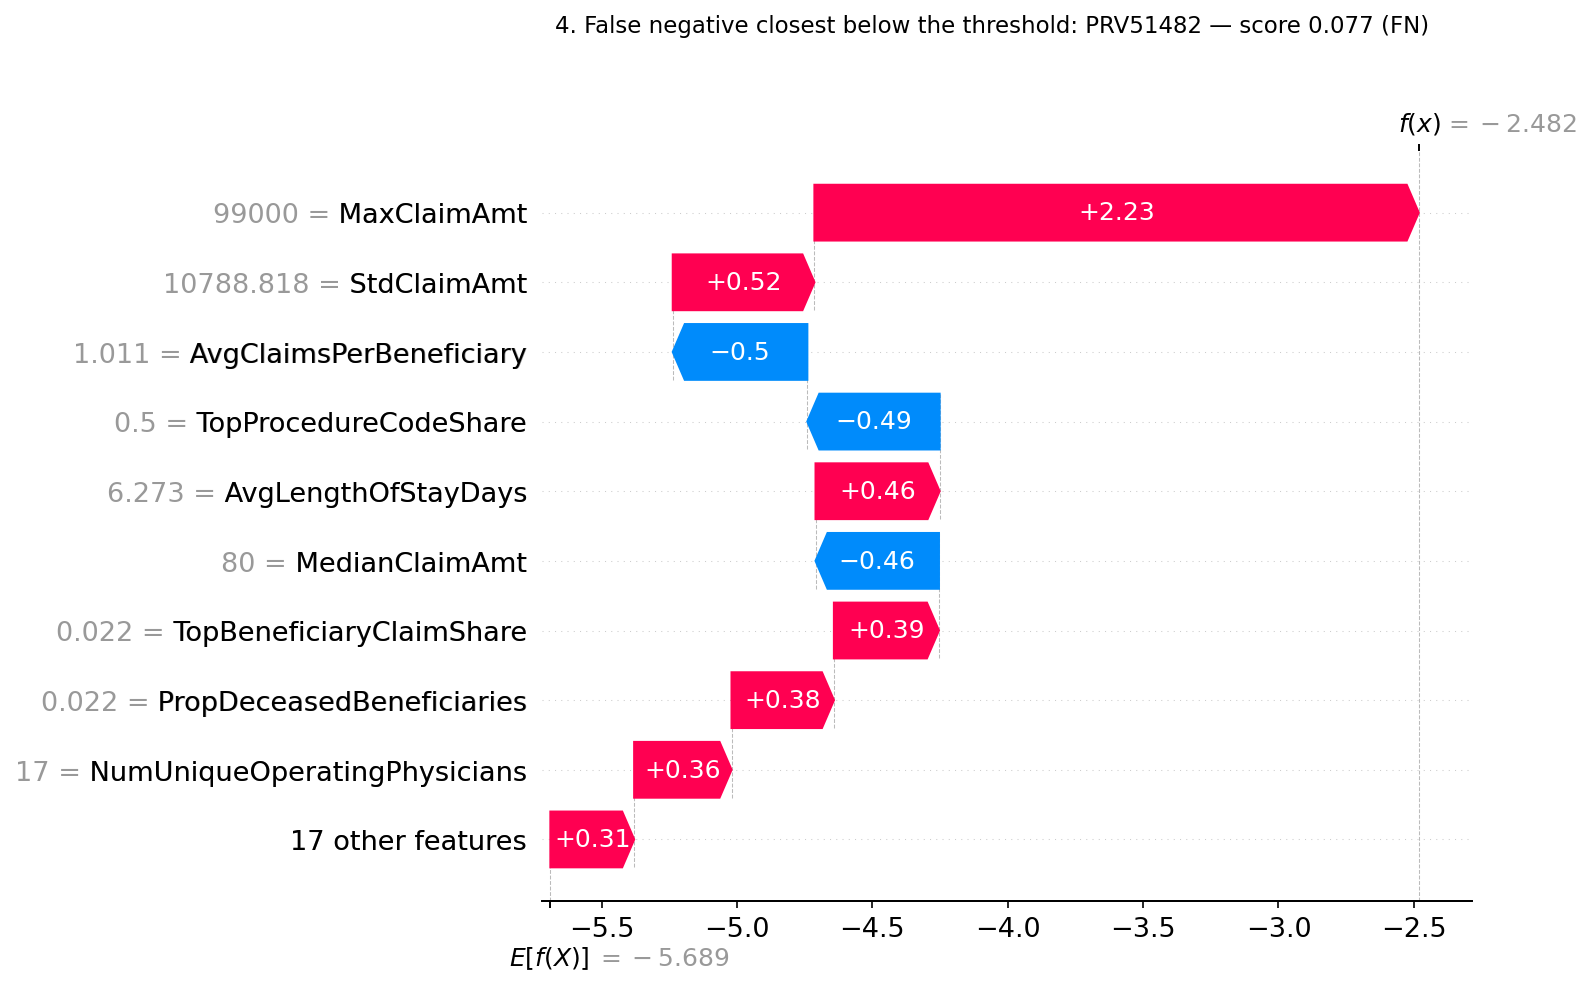 4. False negative closest below the threshold: PRV51482 — score 0.077 (FN)
f(x) = −2.482
99000 = MaxClaimAmt
+2.23
10788.818 = StdClaimAmt
+0.52
1.011 = AvgClaimsPerBeneficiary
−0.5
0.5 = TopProcedureCodeShare
−0.49
6.273 = AvgLengthOfStayDays
+0.46
80 = MedianClaimAmt
−0.46
0.022 = TopBeneficiaryClaimShare
+0.39
0.022 = PropDeceasedBeneficiaries
+0.38
17 = NumUniqueOperatingPhysicians
+0.36
17 other features
+0.31
−5.5 −5.0 −4.5 −4.0 −3.5 −3.0 −2.5
E[f(X)] = −5.689